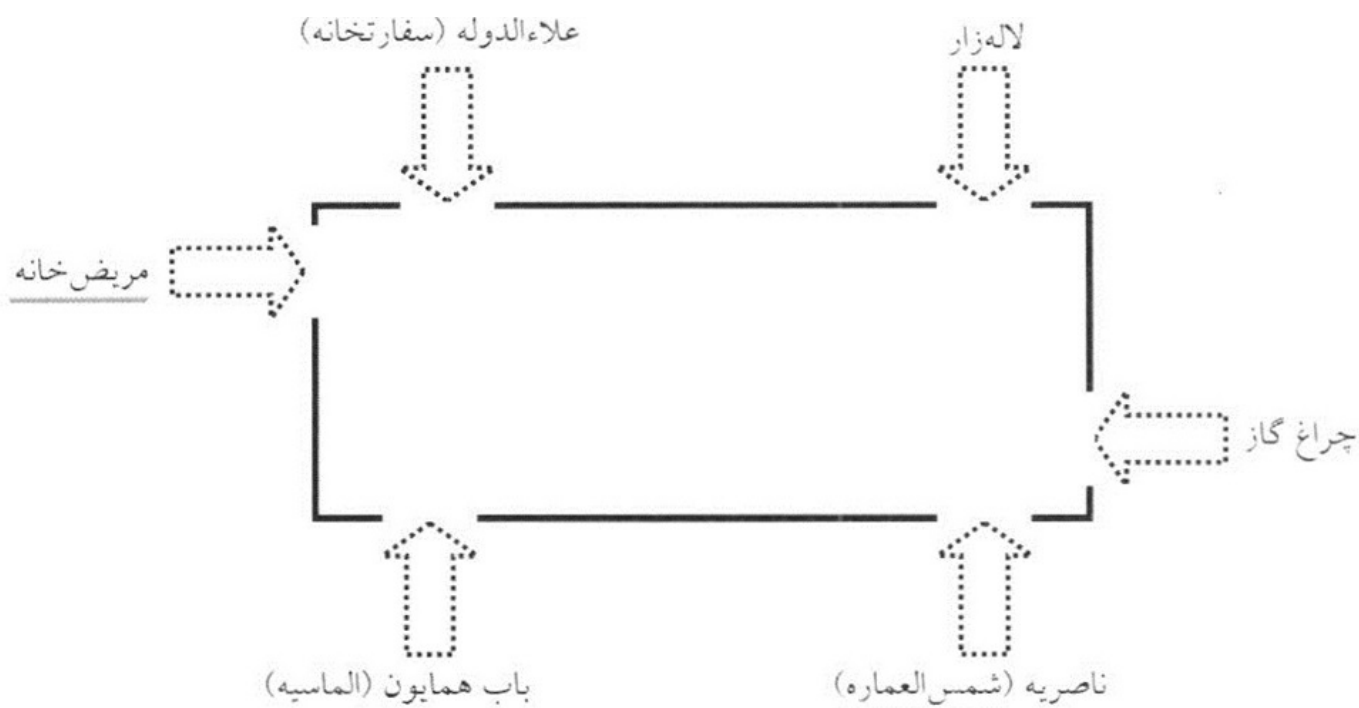 لاله‌زار
علاءالدوله (سفارتخانه)
مریض‌خانه
چراغ گاز
ناصریه (شمس‌العماره)
باب همایون (الماسیه)